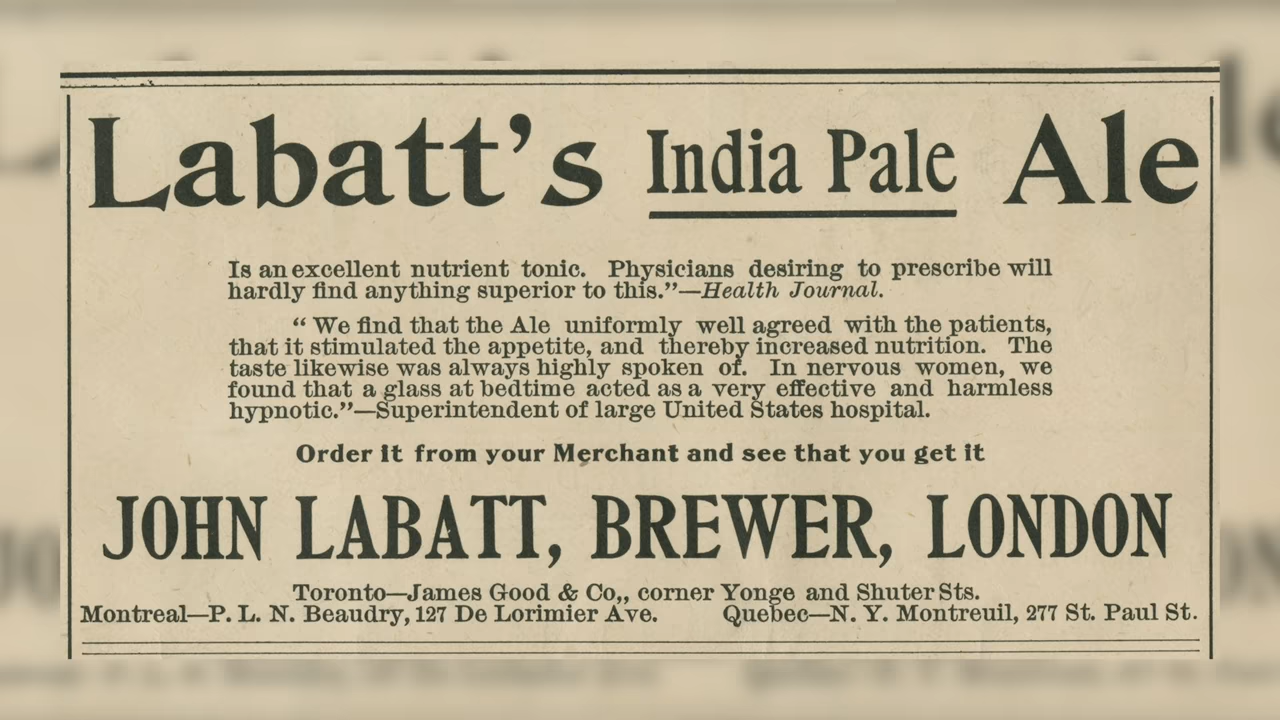 Labatt's India Pale Ale
Is an excellent nutrient tonic. Physicians desiring to prescribe will
hardly find anything superior to this."—Health Journal.
" We find that the Ale uniformly well agreed with the patients,
that it stimulated the appetite, and thereby increased nutrition. The
taste likewise was always highly spoken of. In nervous women, we
found that a glass at bedtime acted as a very effective and harmless
hypnotic."—Superintendent of large United States hospital.
Order it from your Merchant and see that you get it
JOHN LABATT, BREWER, LONDON
Toronto—James Good & Co,, corner Yonge and Shuter Sts.
Montreal—P. L. N. Beaudry, 127 De Lorimier Ave. Quebec—N. Y. Montreuil, 277 St. Paul St.